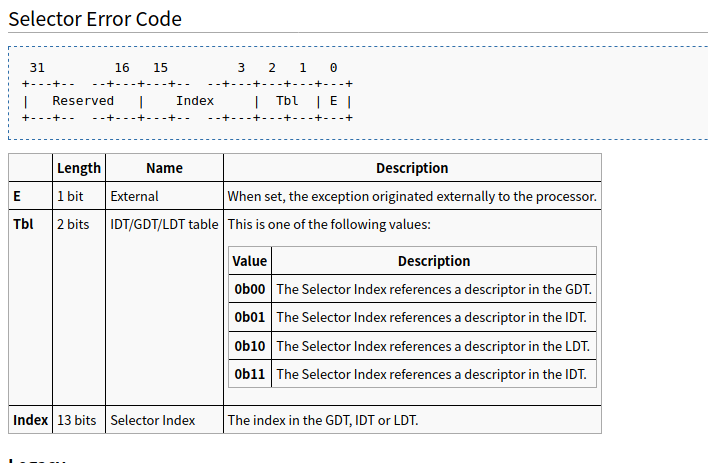 Selector Error Code
31          16   15         3   2   1   0
+---+--  --+---+---+--  --+---+---+---+---+
|   Reserved   |    Index     |  Tbl  | E |
+---+--  --+---+---+--  --+---+---+---+---+
Length Name Description
E 1 bit External When set, the exception originated externally to the processor.
Tbl 2 bits IDT/GDT/LDT table This is one of the following values:
Value Description
0b00 The Selector Index references a descriptor in the GDT.
0b01 The Selector Index references a descriptor in the IDT.
0b10 The Selector Index references a descriptor in the LDT.
0b11 The Selector Index references a descriptor in the IDT.
Index 13 bits Selector Index The index in the GDT, IDT or LDT.